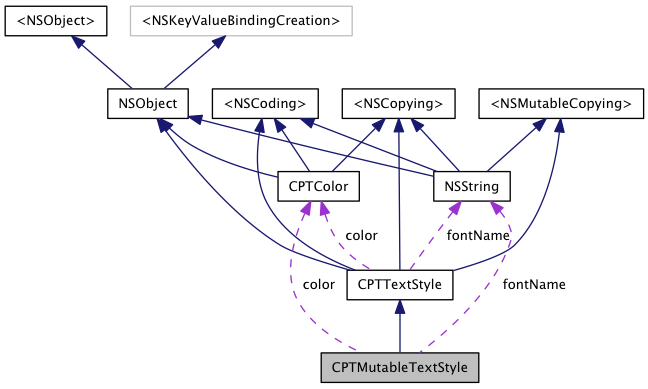 <NSObject>
<NSKeyValueBindingCreation>
NSObject
<NSCoding>
<NSCopying>
<NSMutableCopying>
CPTColor
NSString
color
fontName
CPTTextStyle
color
fontName
CPTMutableTextStyle